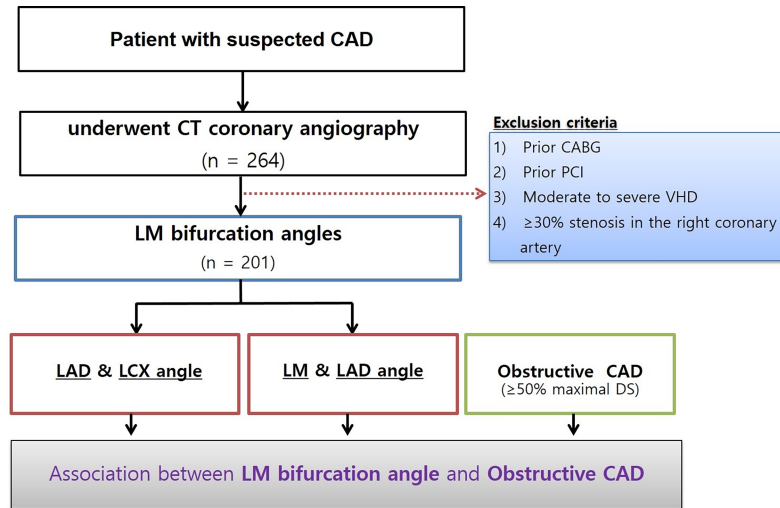 Patient with suspected CAD
underwent CT coronary angiography
(n = 264)
Exclusion criteria
1) Prior CABG
2) Prior PCI
3) Moderate to severe VHD
4) ≥30% stenosis in the right coronary
artery
LM bifurcation angles
(n = 201)
LAD & LCX angle
LM & LAD angle
Obstructive CAD
(≥50% maximal DS)
Association between LM bifurcation angle and Obstructive CAD